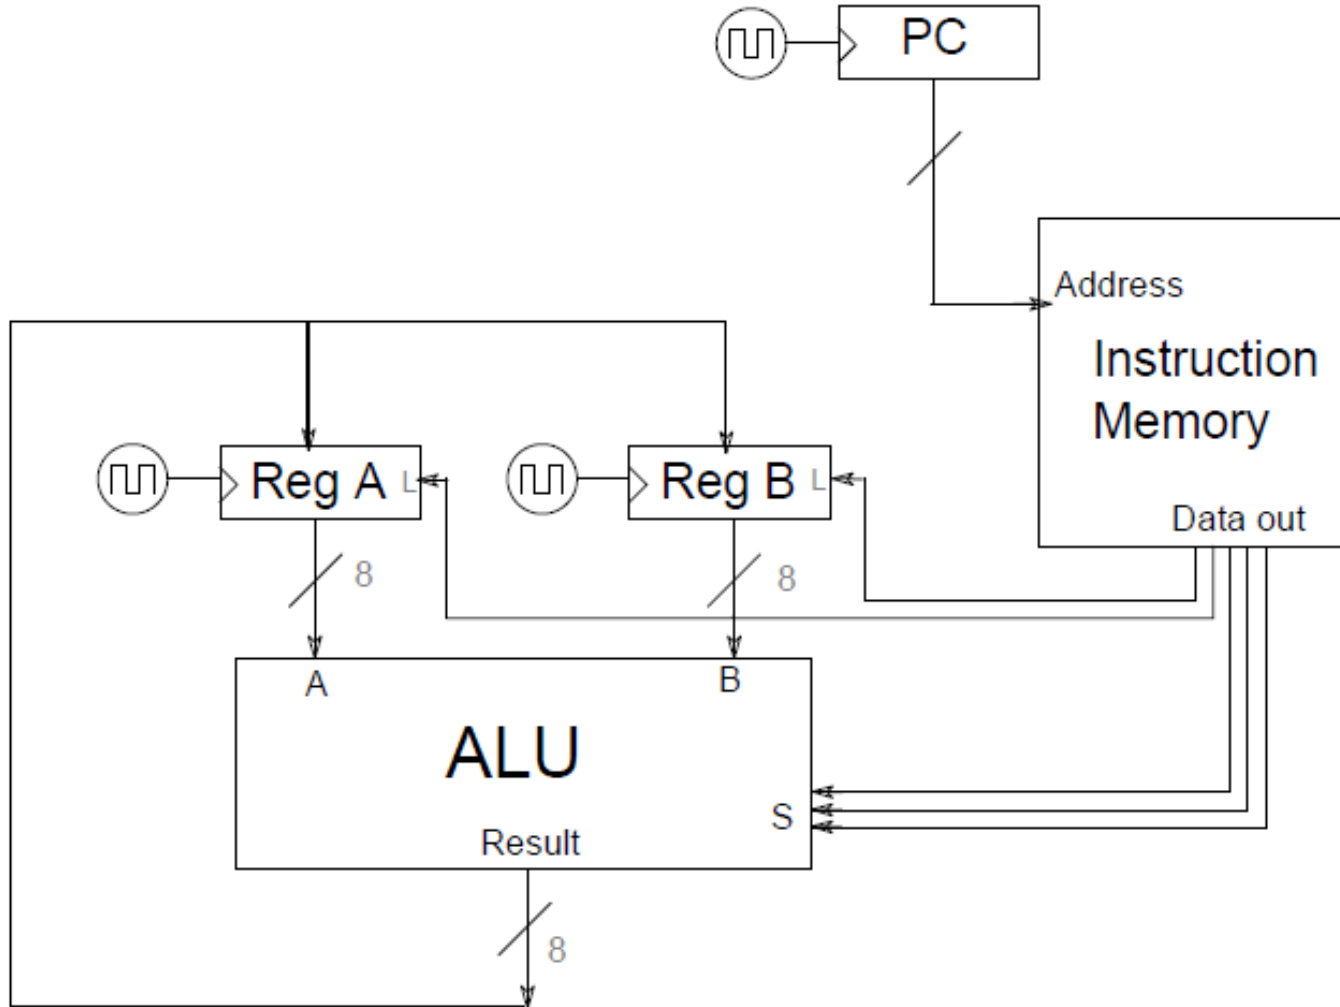 PC
Address
Instruction
Memory
Data out
Reg A L
Reg B L
8
8
A
B
ALU
S
Result
8